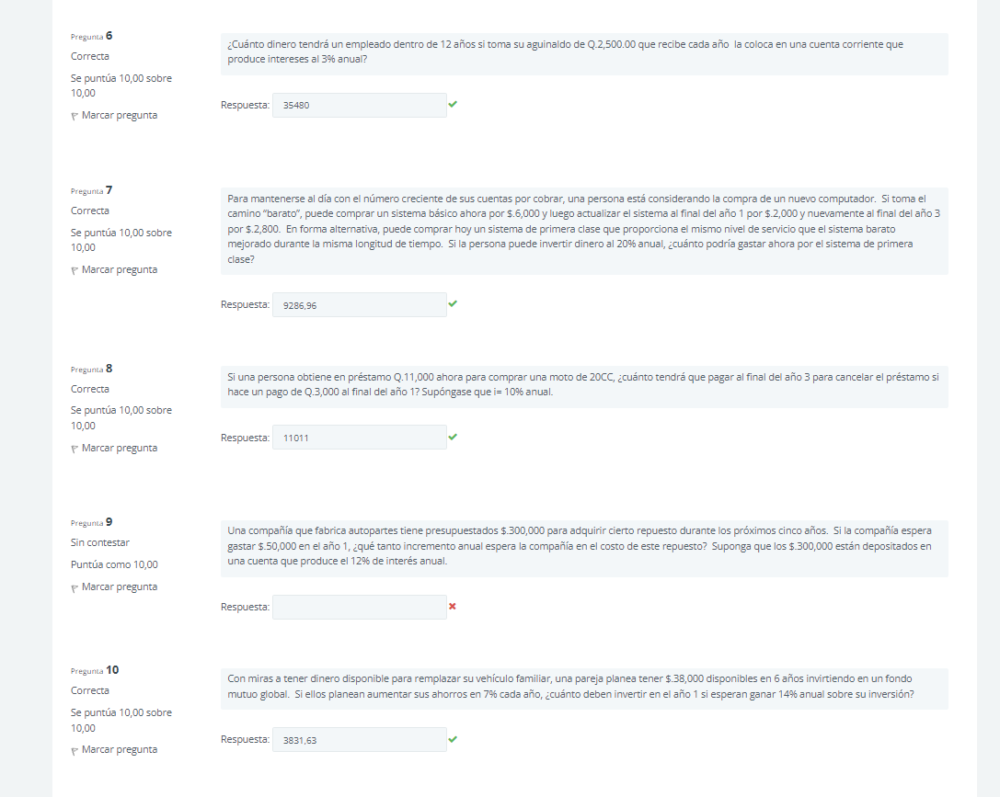 Pregunta 6
Correcta
Se puntúa 10,00 sobre
10,00
Marcar pregunta
¿Cuánto dinero tendrá un empleado dentro de 12 años si toma su aguinaldo de Q.2,500.00 que recibe cada año  la coloca en una cuenta corriente que
produce intereses al 3% anual?
Respuesta: 35480
Pregunta 7
Correcta
Se puntúa 10,00 sobre
10,00
Marcar pregunta
Para mantenerse al día con el número creciente de sus cuentas por cobrar, una persona está considerando la compra de un nuevo computador.  Si toma el
camino "barato", puede comprar un sistema básico ahora por $.6,000 y luego actualizar el sistema al final del año 1 por $.2,000 y nuevamente al final del año 3
por $.2,800.  En forma alternativa, puede comprar hoy un sistema de primera clase que proporciona el mismo nivel de servicio que el sistema barato
mejorado durante la misma longitud de tiempo.  Si la persona puede invertir dinero al 20% anual, ¿cuánto podría gastar ahora por el sistema de primera
clase?
Respuesta: 9286,96
Pregunta 8
Correcta
Se puntúa 10,00 sobre
10,00
Marcar pregunta
Si una persona obtiene en préstamo Q.11,000 ahora para comprar una moto de 20CC, ¿cuánto tendrá que pagar al final del año 3 para cancelar el préstamo si
hace un pago de Q.3,000 al final del año 1? Supóngase que i= 10% anual.
Respuesta: 11011
Pregunta 9
Sin contestar
Puntúa como 10,00
Marcar pregunta
Una compañía que fabrica autopartes tiene presupuestados $.300,000 para adquirir cierto repuesto durante los próximos cinco años.  Si la compañía espera
gastar $.50,000 en el año 1, ¿qué tanto incremento anual espera la compañía en el costo de este repuesto?  Suponga que los $.300,000 están depositados en
una cuenta que produce el 12% de interés anual.
Respuesta:
Pregunta 10
Correcta
Se puntúa 10,00 sobre
10,00
Marcar pregunta
Con miras a tener dinero disponible para remplazar su vehículo familiar, una pareja planea tener $.38,000 disponibles en 6 años invirtiendo en un fondo
mutuo global.  Si ellos planean aumentar sus ahorros en 7% cada año, ¿cuánto deben invertir en el año 1 si esperan ganar 14% anual sobre su inversión?
Respuesta: 3831,63